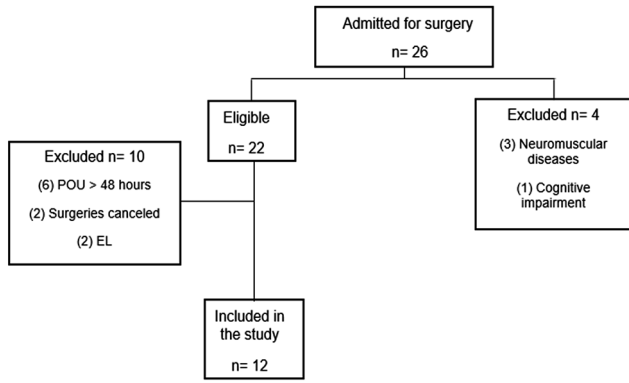 Admitted for surgery
n= 26
Eligible
n= 22
Excluded n= 4
(3) Neuromuscular
diseases
(1) Cognitive
impairment
Excluded n= 10
(6) POU > 48 hours
(2) Surgeries canceled
(2) EL
Included in
the study
n= 12